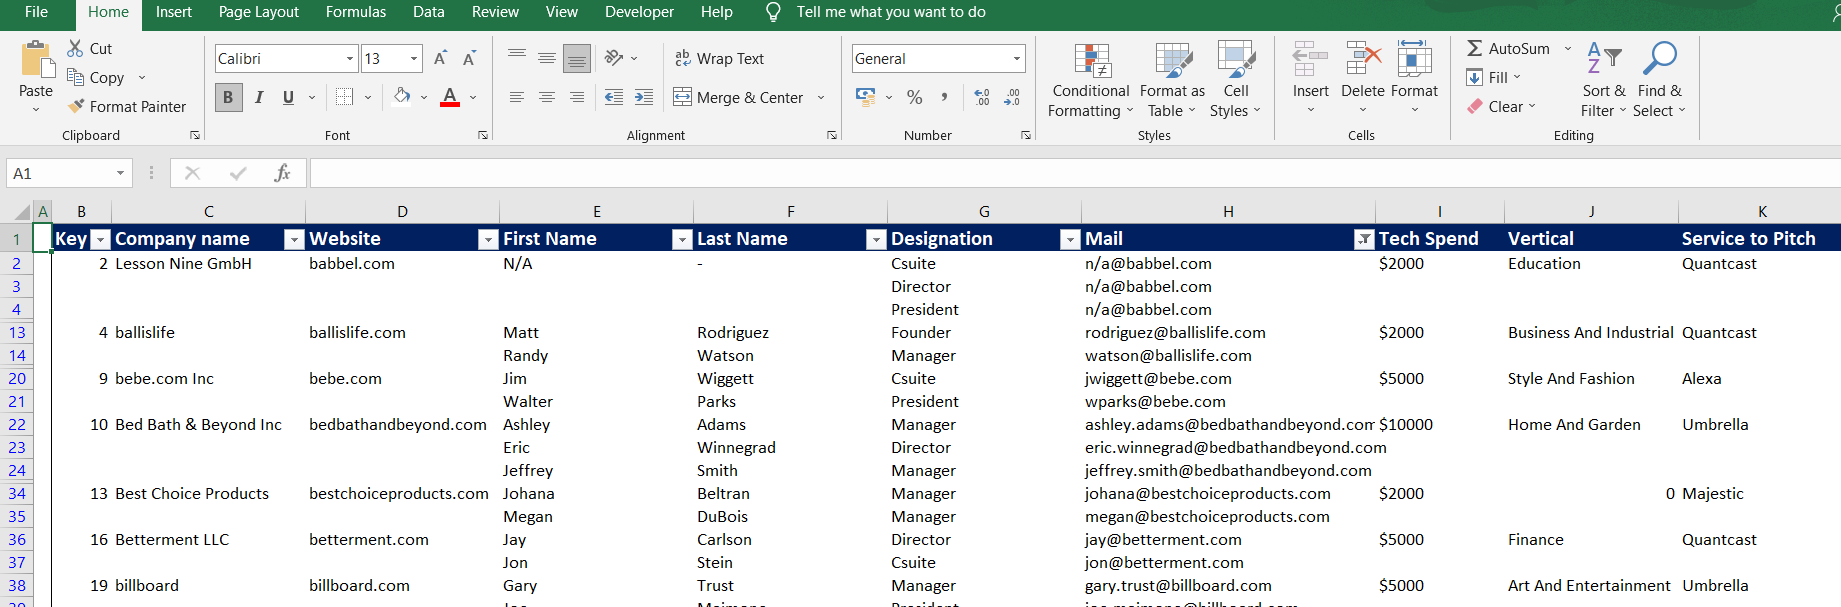 File Home Insert Page Layout Formulas Data Review View Developer Help Tell me what you want to do
Paste Cut Copy Format Painter Clipboard
Calibri 13 A A B I U A Font
ab Wrap Text Merge & Center Alignment
General % , .0 .00 .00 .0 Number
Conditional Formatting Format as Table Cell Styles Styles
Insert Delete Format Cells
AutoSum Fill Clear Sort & Filter Find & Select Editing
A1 fx
A B C D E F G H I J K
1 Key Company name Website First Name Last Name Designation Mail Tech Spend Vertical Service to Pitch
2 2 Lesson Nine GmbH babbel.com N/A - Csuite n/a@babbel.com $2000 Education Quantcast
3 Director n/a@babbel.com
4 President n/a@babbel.com
13 4 ballislife ballislife.com Matt Rodriguez Founder rodriguez@ballislife.com $2000 Business And Industrial Quantcast
14 Randy Watson Manager watson@ballislife.com
20 9 bebe.com Inc bebe.com Jim Wiggett Csuite jwiggett@bebe.com $5000 Style And Fashion Alexa
21 Walter Parks President wparks@bebe.com
22 10 Bed Bath & Beyond Inc bedbathandbeyond.com Ashley Adams Manager ashley.adams@bedbathandbeyond.com $10000 Home And Garden Umbrella
23 Eric Winnegrad Director eric.winnegrad@bedbathandbeyond.com
24 Jeffrey Smith Manager jeffrey.smith@bedbathandbeyond.com
34 13 Best Choice Products bestchoiceproducts.com Johana Beltran Manager johana@bestchoiceproducts.com $2000 0 Majestic
35 Megan DuBois Manager megan@bestchoiceproducts.com
36 16 Betterment LLC betterment.com Jay Carlson Director jay@betterment.com $5000 Finance Quantcast
37 Jon Stein Csuite jon@betterment.com
38 19 billboard billboard.com Gary Trust Manager gary.trust@billboard.com $5000 Art And Entertainment Umbrella